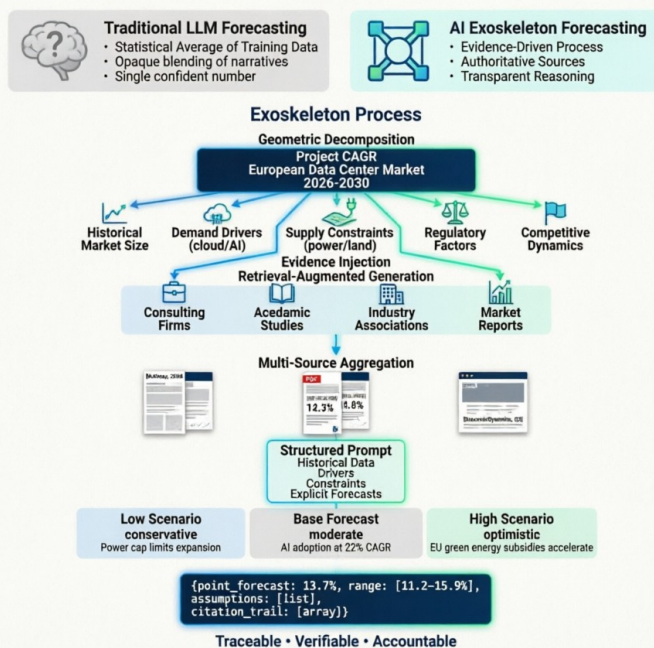 Traditional LLM Forecasting
• Statistical Average of Training Data
• Opaque blending of narratives
• Single confident number
AI Exoskeleton Forecasting
• Evidence-Driven Process
• Authoritative Sources
• Transparent Reasoning
?
Exoskeleton Process
Geometric Decomposition
Project CAGR
European Data Center Market
2026-2030
Historical
Market Size
Demand Drivers
(cloud/AI)
Supply Constraints
(power/land)
Regulatory
Factors
Competitive
Dynamics
Evidence Injection
Retrieval-Augmented Generation
Consulting
Firms
Acedamic
Studies
Industry
Associations
Market
Reports
Multi-Source Aggregation
PDF
12.3%
Structured Prompt
Historical Data
Drivers
Constraints
Explicit Forecasts
Low Scenario
conservative
Power cap limits expansion
Base Forecast
moderate
AI adoption at 22% CAGR
High Scenario
optimistic
EU green energy subsidies accelerate
{point_forecast: 13.7%, range: [11.2–15.9%],
assumptions: [list],
citation_trail: [array)}
Traceable • Verifiable • Accountable